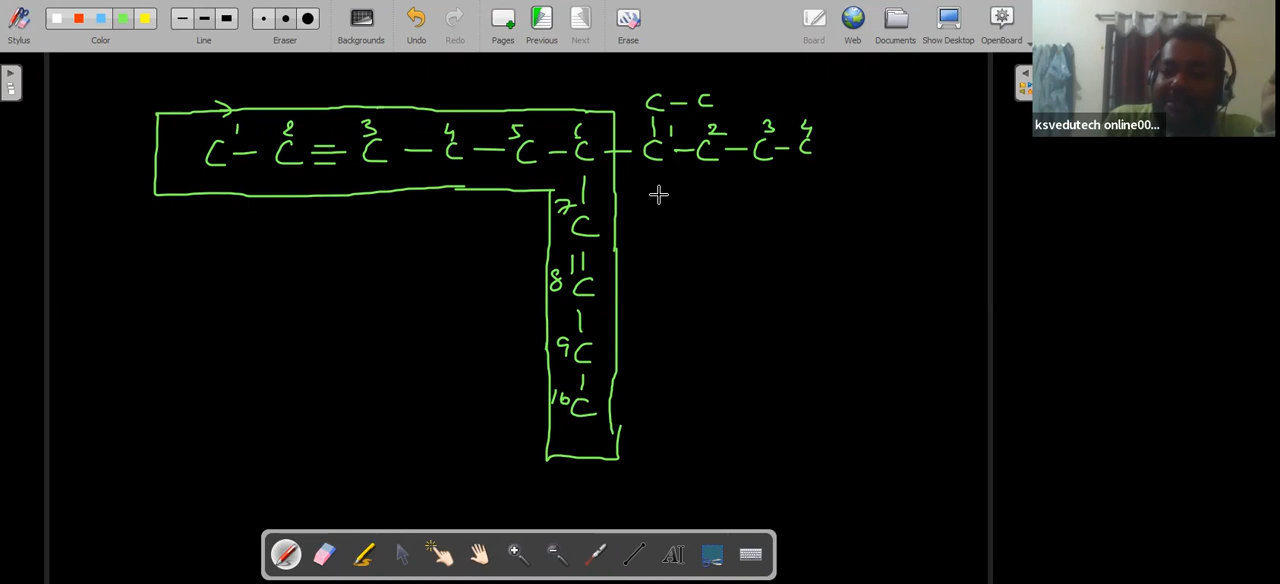 Stylus Color Line Eraser Backgrounds Undo Redo Pages Previous Next Erase Board Web Documents Show Desktop OpenBoard
ksvedutech online00...
C – C
1 2 3 4 5 6 1 2 3 4
C – C ≡ C – C – C – C – C – C – C – C
7
C
8 C
9 C
10 C
AI